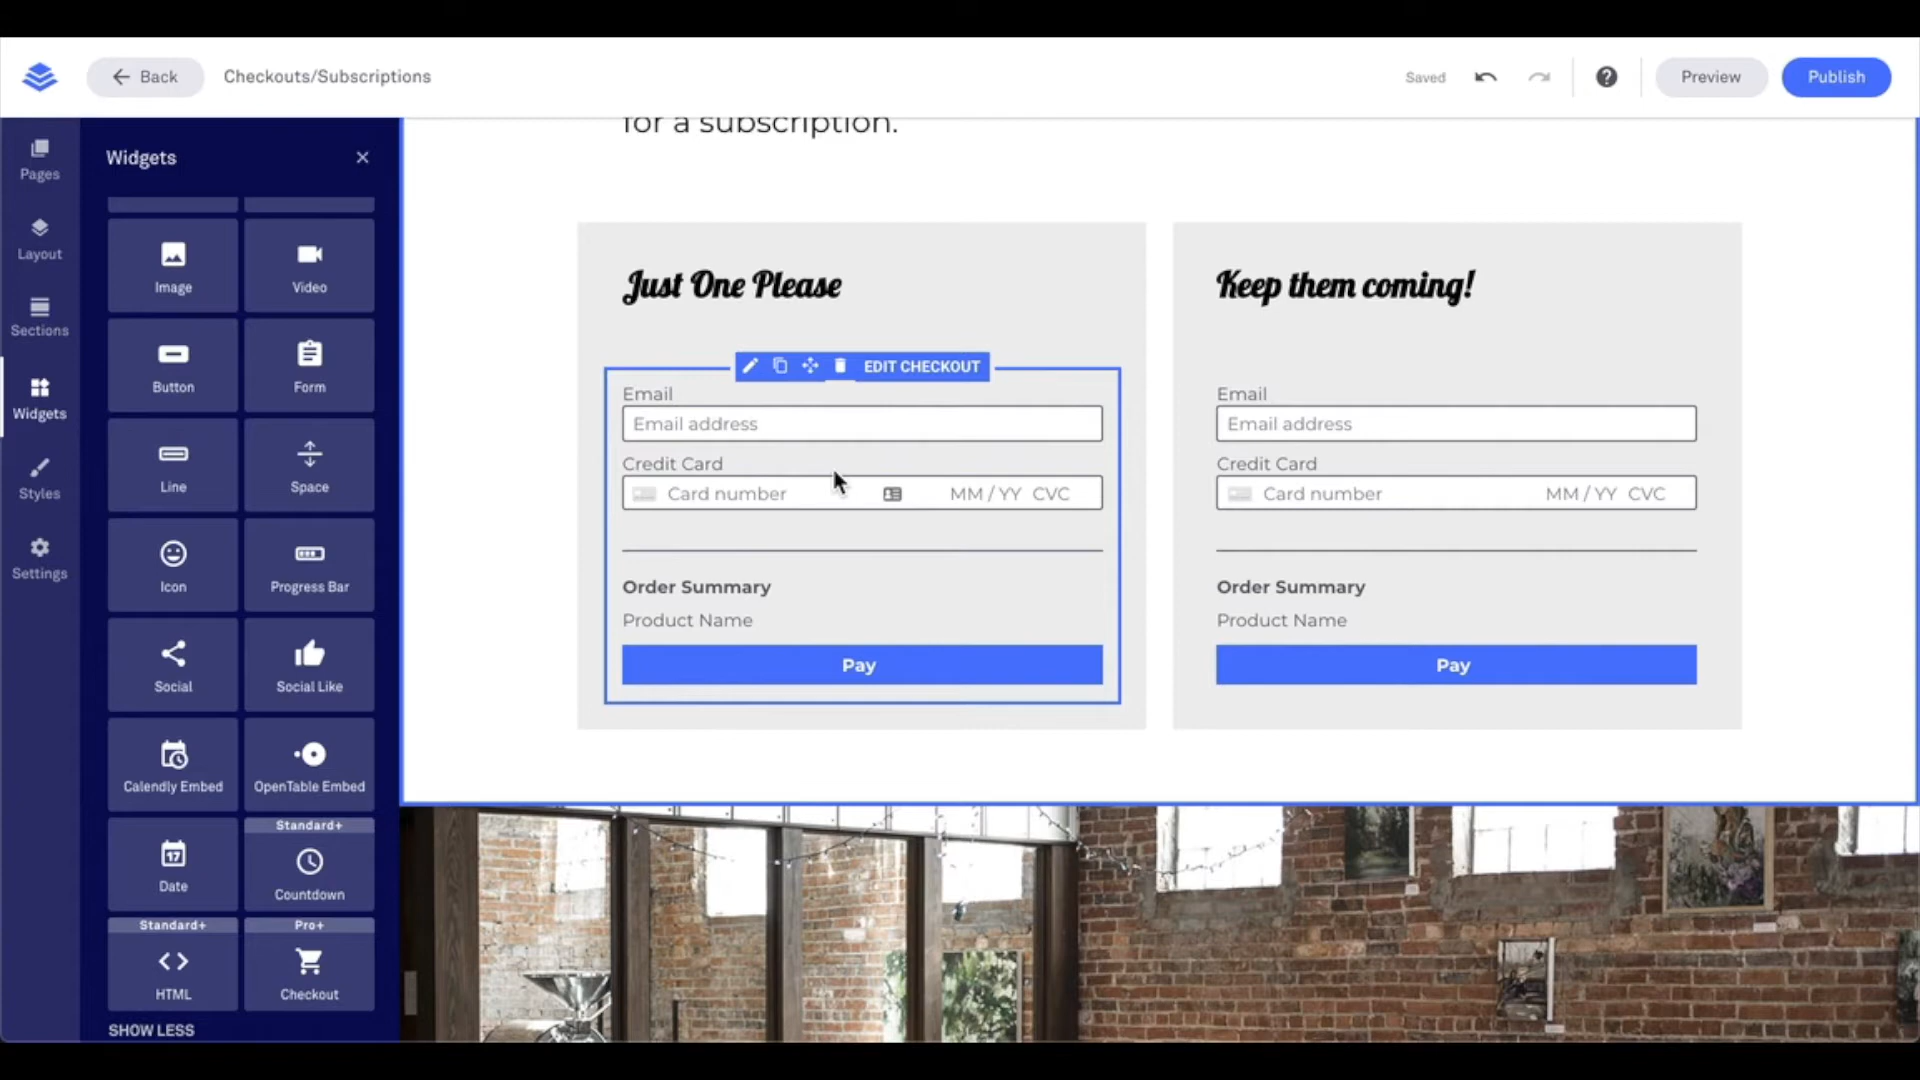 Back
Checkouts/Subscriptions
Saved
Preview
Publish
Pages
Layout
Sections
Widgets
Styles
Settings
Widgets
Image
Video
Button
Form
Line
Space
Icon
Progress Bar
Social
Social Like
Calendly Embed
OpenTable Embed
17
Date
Standard+
Countdown
Standard+
HTML
Pro+
Checkout
SHOW LESS
for a subscription.
Just One Please
EDIT CHECKOUT
Email
Email address
Credit Card
Card number MM / YY CVC
Order Summary
Product Name
Pay
Keep them coming!
Email
Email address
Credit Card
Card number MM / YY CVC
Order Summary
Product Name
Pay